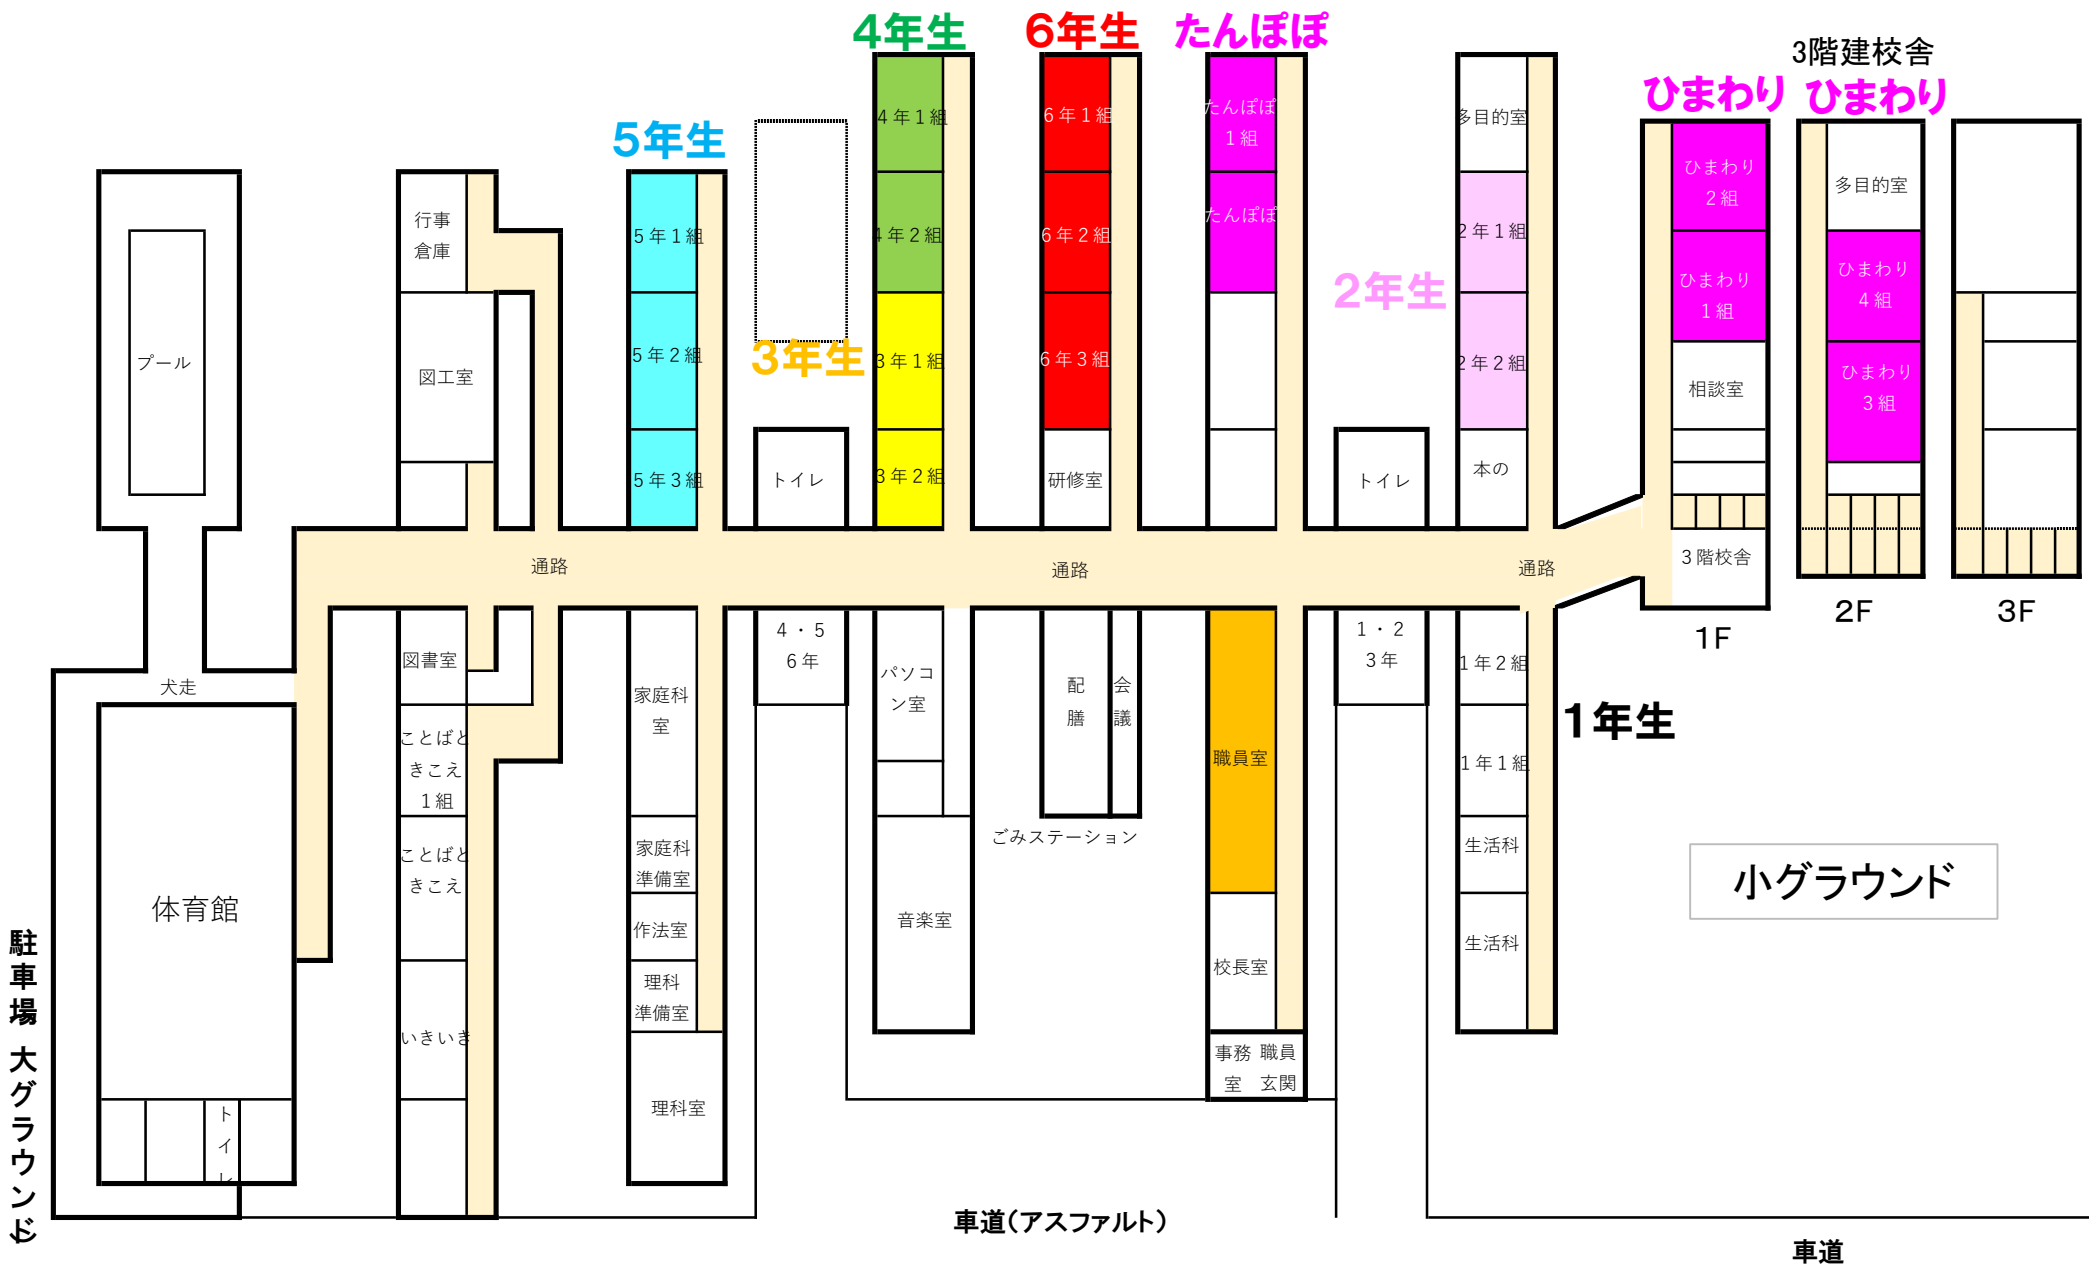 4年生
6年生
たんぽぽ
3階建校舎
ひまわり
ひまわり
5年生
4年1組
6年1組
たんぽぽ
1組
多目的室
ひまわり
2組
多目的室
行事
倉庫
5年1組
4年2組
6年2組
たんぽぽ
2年1組
2年生
ひまわり
1組
ひまわり
4組
プール
図工室
5年2組
3年生
3年1組
6年3組
2年2組
相談室
ひまわり
3組
5年3組
トイレ
3年2組
研修室
トイレ
本の
通路
通路
通路
3階校舎
1F
2F
3F
犬走
図書室
家庭科
室
4・5
6年
パソコ
ン室
配
膳
会
議
職員室
1・2
3年
1年2組
1年生
ことばと
きこえ
1組
1年1組
ごみステーション
ことばと
きこえ
家庭科
準備室
生活科
小グラウンド
体育館
作法室
音楽室
生活科
駐車場 大グラウンド
理科
準備室
校長室
いきいき
事務
室
職員
玄関
トイレ
理科室
車道（アスファルト）
車道